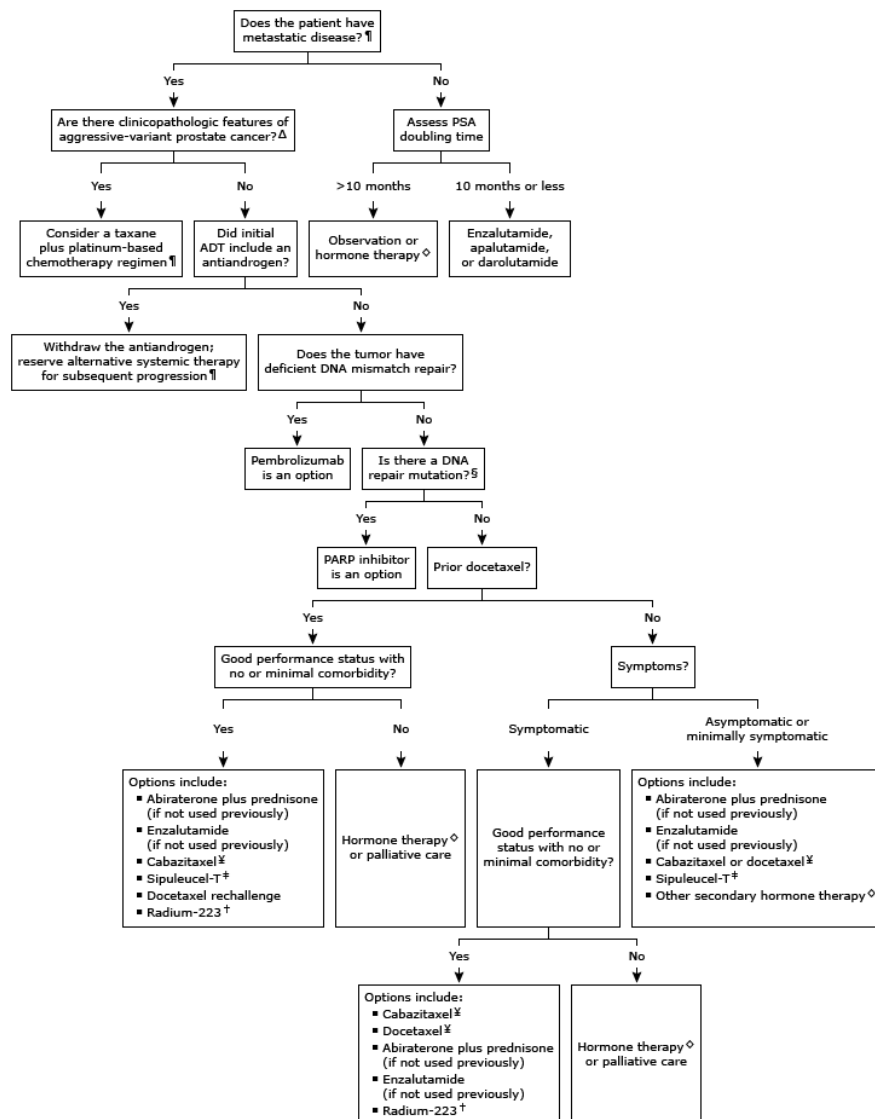 Does the patient have
metastatic disease?¶
Yes
No
Are there clinicopathologic features of
aggressive-variant prostate cancer?Δ
Assess PSA
doubling time
Yes
No
>10 months
10 months or less
Consider a taxane
plus platinum-based
chemotherapy regimen¶
Did initial
ADT include an
antiandrogen?
Observation or
hormone therapy◇
Enzalutamide,
apalutamide,
or darolutamide
Yes
No
Withdraw the antiandrogen;
reserve alternative systemic therapy
for subsequent progression¶
Does the tumor have
deficient DNA mismatch repair?
Yes
No
Pembrolizumab
is an option
Is there a DNA
repair mutation?§
Yes
No
PARP inhibitor
is an option
Prior docetaxel?
Yes
No
Good performance status with
no or minimal comorbidity?
Symptoms?
Yes
No
Symptomatic
Asymptomatic or
minimally symptomatic
Options include:
▪ Abiraterone plus prednisone
(if not used previously)
▪ Enzalutamide
(if not used previously)
▪ Cabazitaxel¥
▪ Sipuleucel-T‡
▪ Docetaxel rechallenge
▪ Radium-223†
Hormone therapy◇
or palliative care
Good performance
status with no or
minimal comorbidity?
Options include:
▪ Abiraterone plus prednisone
(if not used previously)
▪ Enzalutamide
(if not used previously)
▪ Cabazitaxel or docetaxel¥
▪ Sipuleucel-T‡
▪ Other secondary hormone therapy◇
Yes
No
Options include:
▪ Cabazitaxel¥
▪ Docetaxel¥
▪ Abiraterone plus prednisone
(if not used previously)
▪ Enzalutamide
(if not used previously)
▪ Radium-223†
Hormone therapy◇
or palliative care